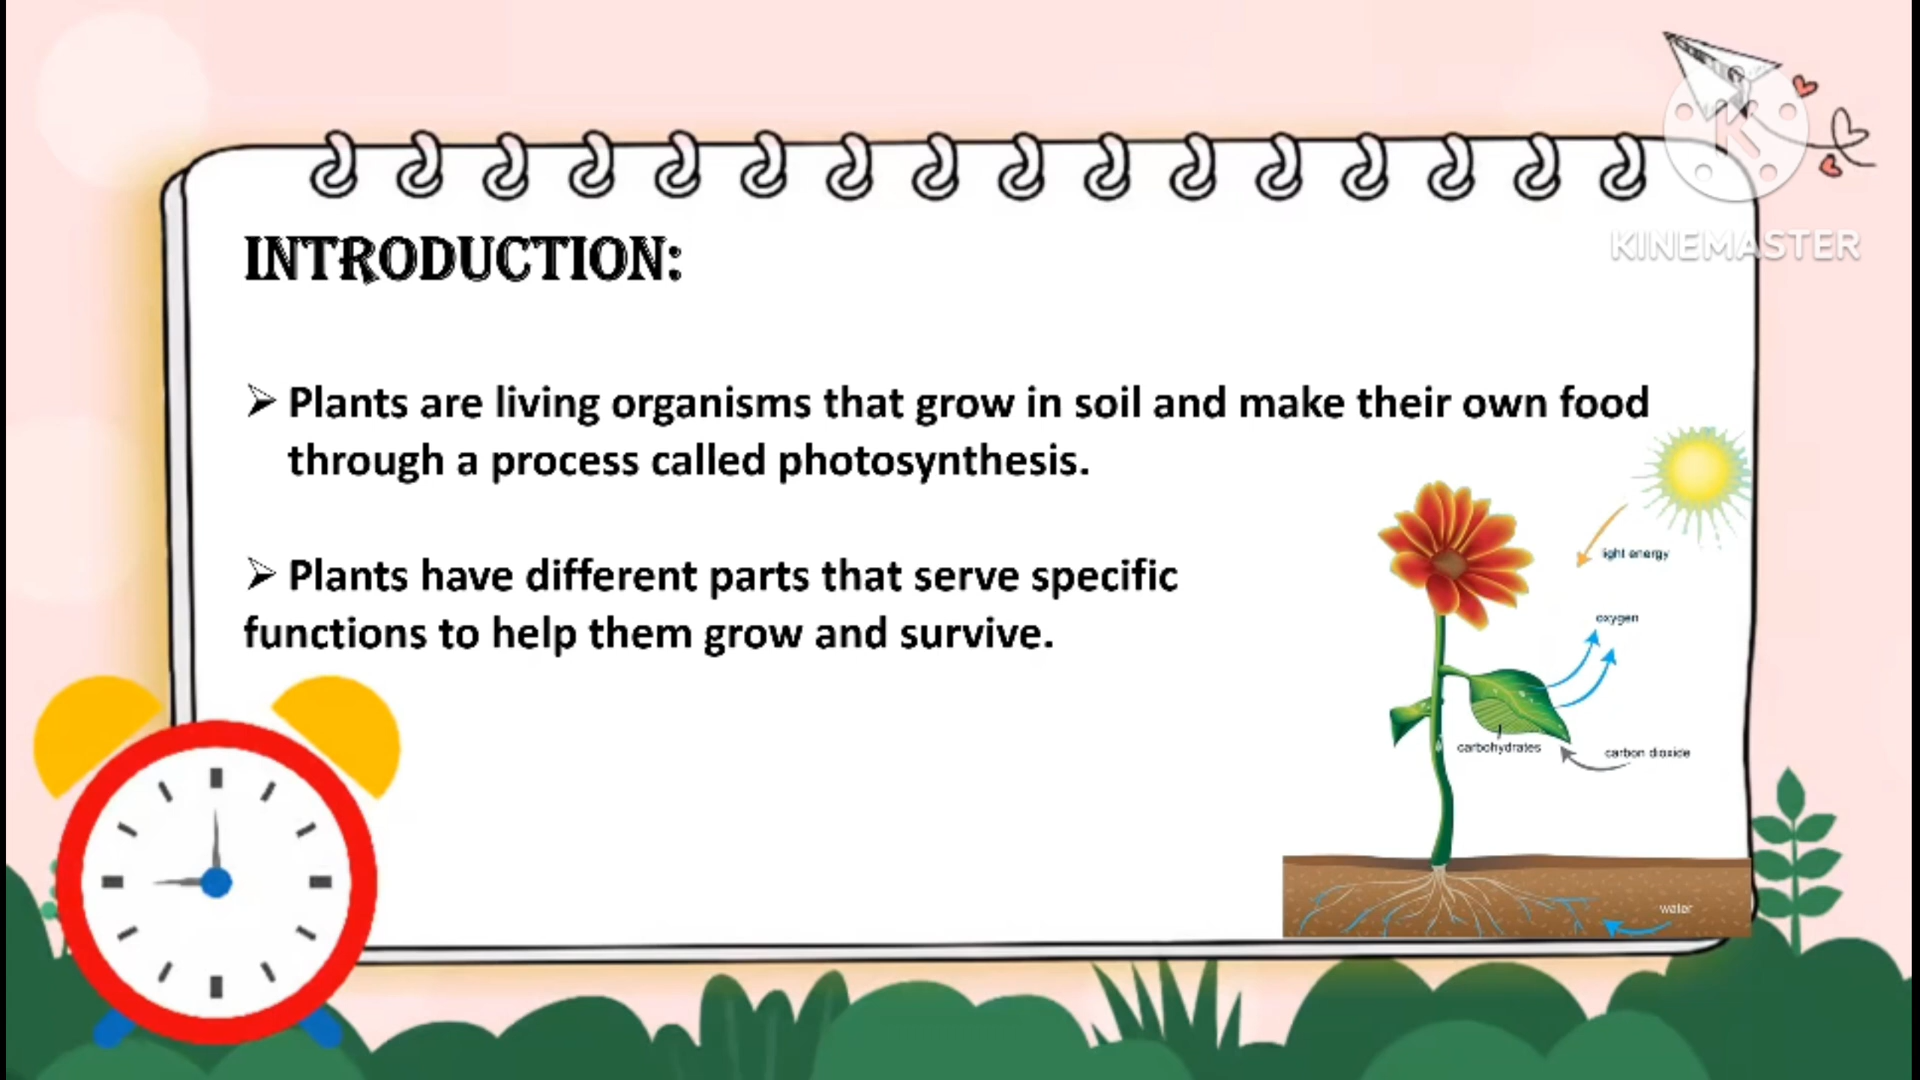 KINEMASTER
INTRODUCTION:
➢ Plants are living organisms that grow in soil and make their own food
through a process called photosynthesis.
➢ Plants have different parts that serve specific
functions to help them grow and survive.
light energy
oxygen
carbohydrates
carbon dioxide
water